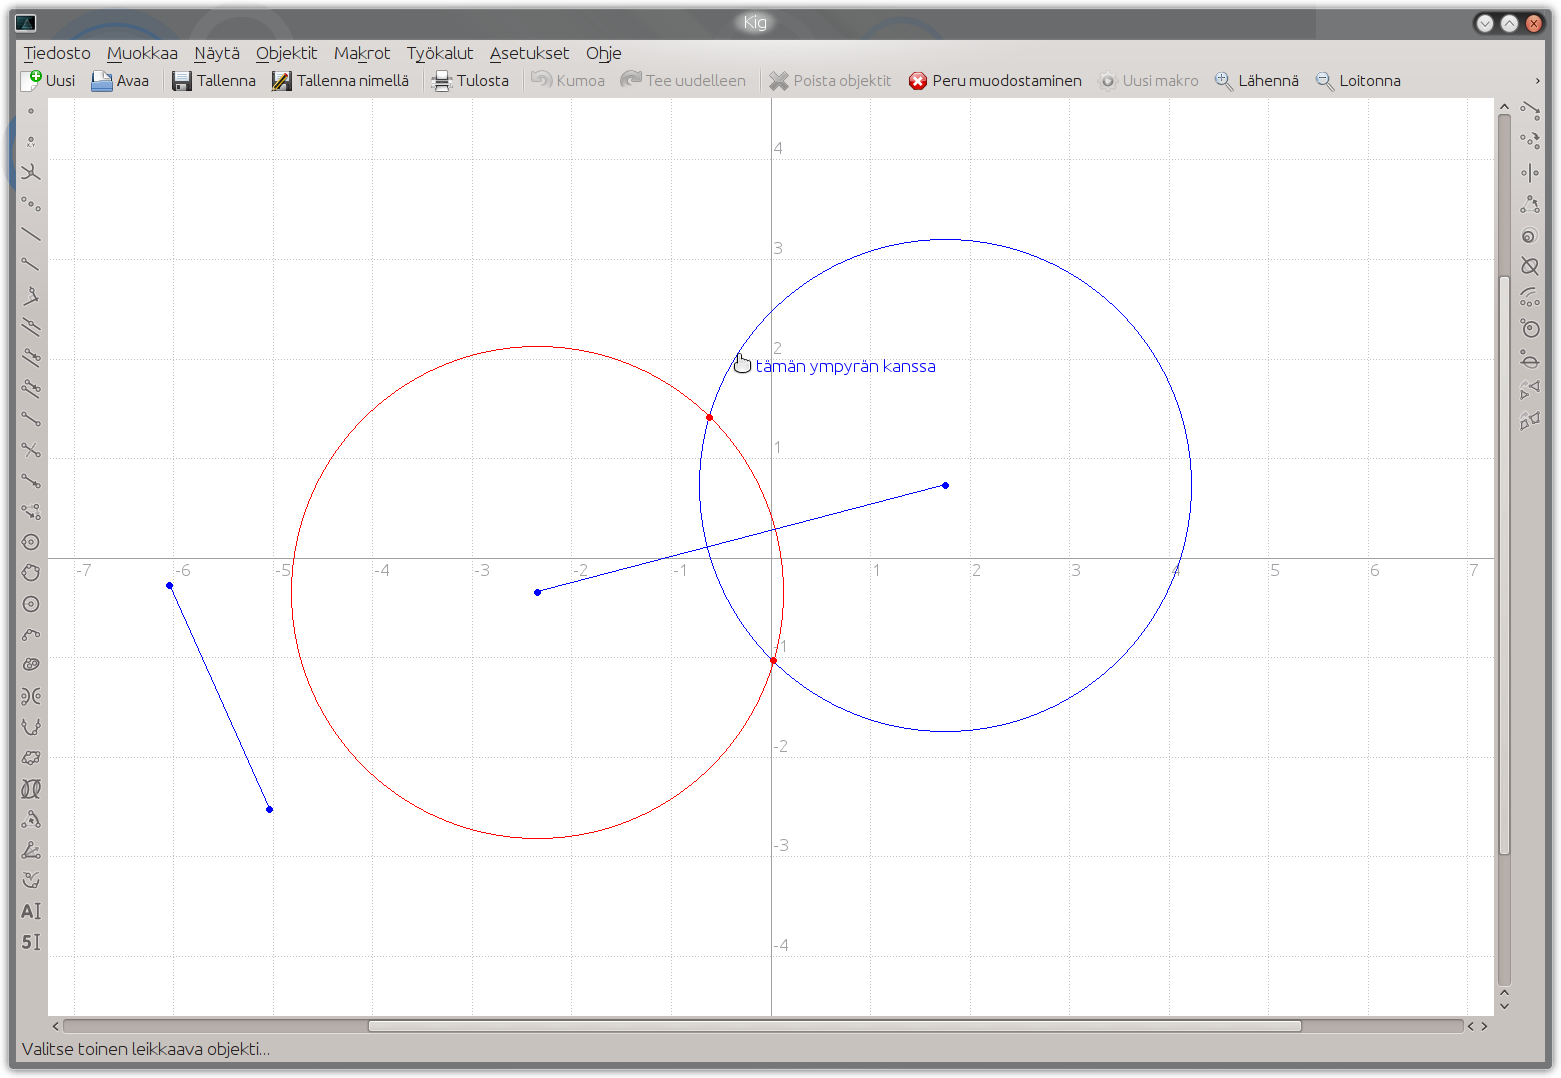 Kig
Tiedosto Muokkaa Näytä Objektit Makrot Työkalut Asetukset Ohje
Uusi Avaa Tallenna Tallenna nimellä Tulosta Kumoa Tee uudelleen Poista objektit Peru muodostaminen Uusi makro Lähennä Loitonna
4
3
2
tämän ympyrän kanssa
1
-7 -6 -5 -4 -3 -2 -1 1 2 3 4 5 6 7
-1
-2
-3
-4
A
5
Valitse toinen leikkaava objekti...